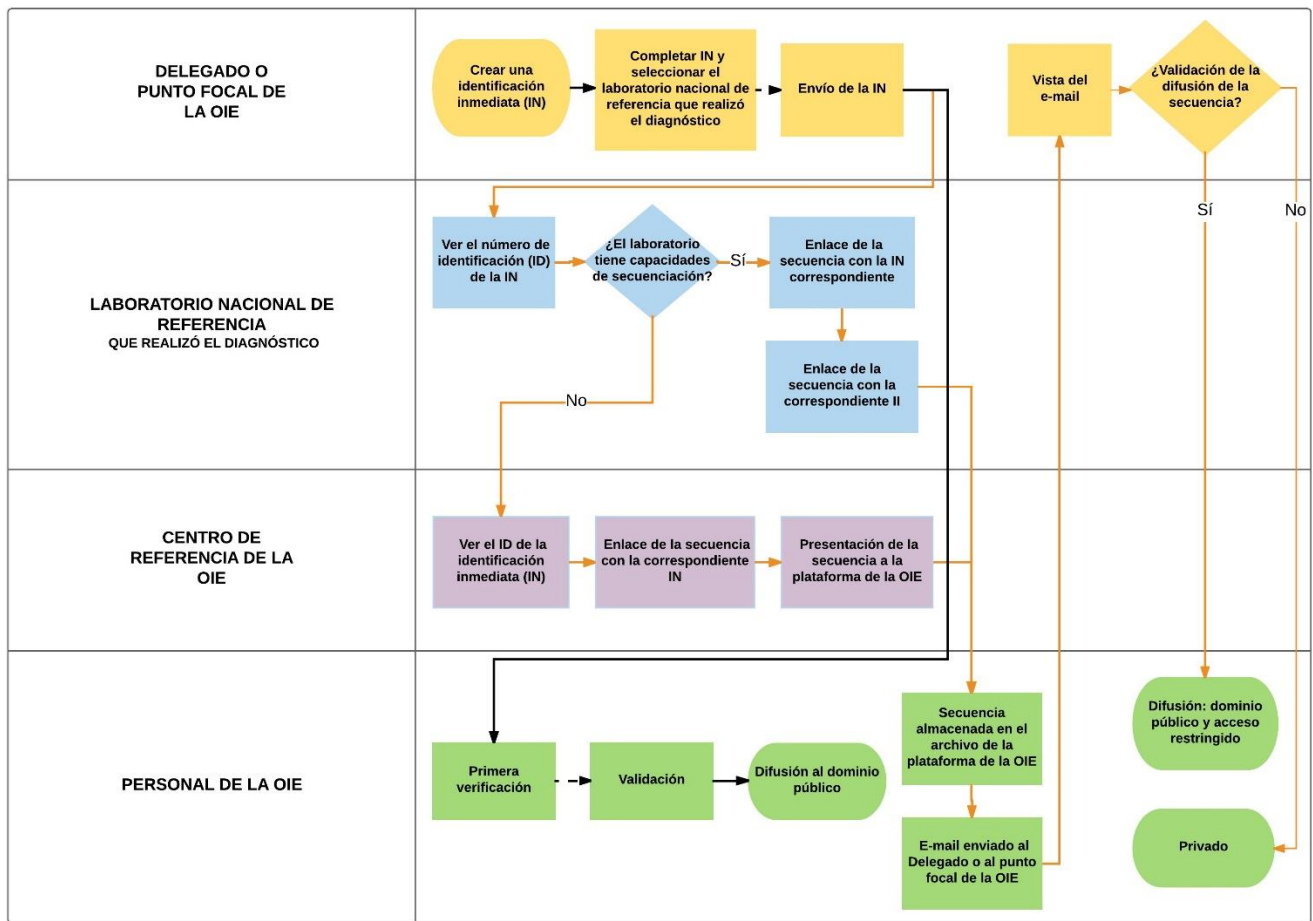 DELEGADO O
PUNTO FOCAL DE
LA OIE
Crear una
identificación
inmediata (IN)
Completar IN y
seleccionar el
laboratorio nacional de
referencia que realizó
el diagnóstico
Envío de la IN
Vista del
e-mail
¿Validación de la
difusión de la
secuencia?
Sí
No
LABORATORIO NACIONAL DE
REFERENCIA
QUE REALIZÓ EL DIAGNÓSTICO
Ver el número de
identificación (ID)
de la IN
¿El laboratorio
tiene capacidades
de secuenciación?
Sí
Enlace de la
secuencia con la IN
correspondiente
Enlace de la
secuencia con la
correspondiente II
No
CENTRO DE
REFERENCIA DE LA
OIE
Ver el ID de la
identificación
inmediata (IN)
Enlace de la secuencia
con la correspondiente
IN
Presentación de la
secuencia a la
plataforma de la OIE
PERSONAL DE LA OIE
Primera
verificación
Validación
Difusión al dominio
público
Secuencia
almacenada en el
archivo de la
plataforma de la OIE
E-mail enviado al
Delegado o al punto
focal de la OIE
Difusión: dominio
público y acceso
restringido
Privado